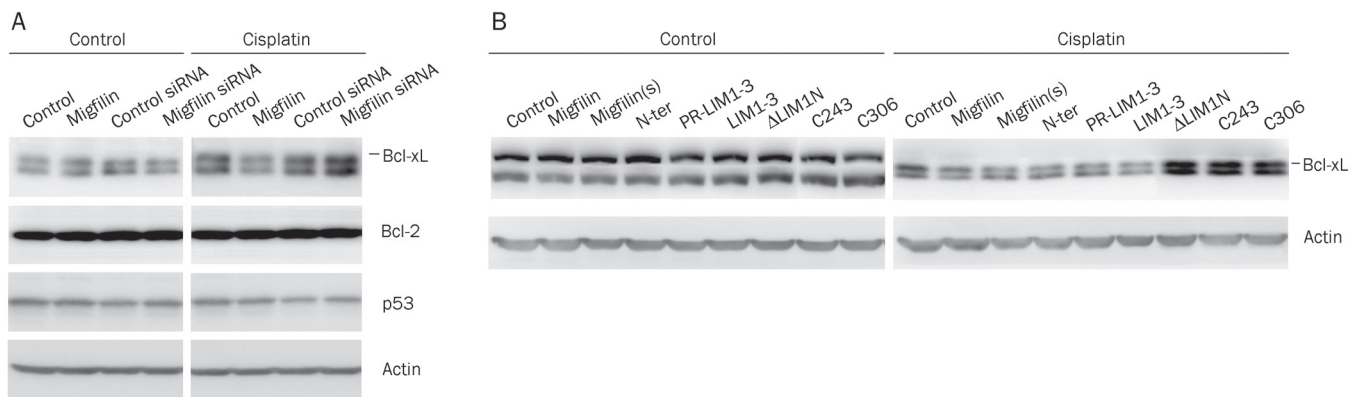 A
Control
Cisplatin
Control
Migfilin
Control siRNA
Migfilin siRNA
Control
Migfilin
Control siRNA
Migfilin siRNA
Bcl-xL
Bcl-2
p53
Actin
B
Control
Cisplatin
Control
Migfilin
Migfilin(s)
N-ter
PR-LIM1-3
LIM1-3
ΔLIM1N
C243
C306
Control
Migfilin
Migfilin(s)
N-ter
PR-LIM1-3
LIM1-3
ΔLIM1N
C243
C306
Bcl-xL
Actin